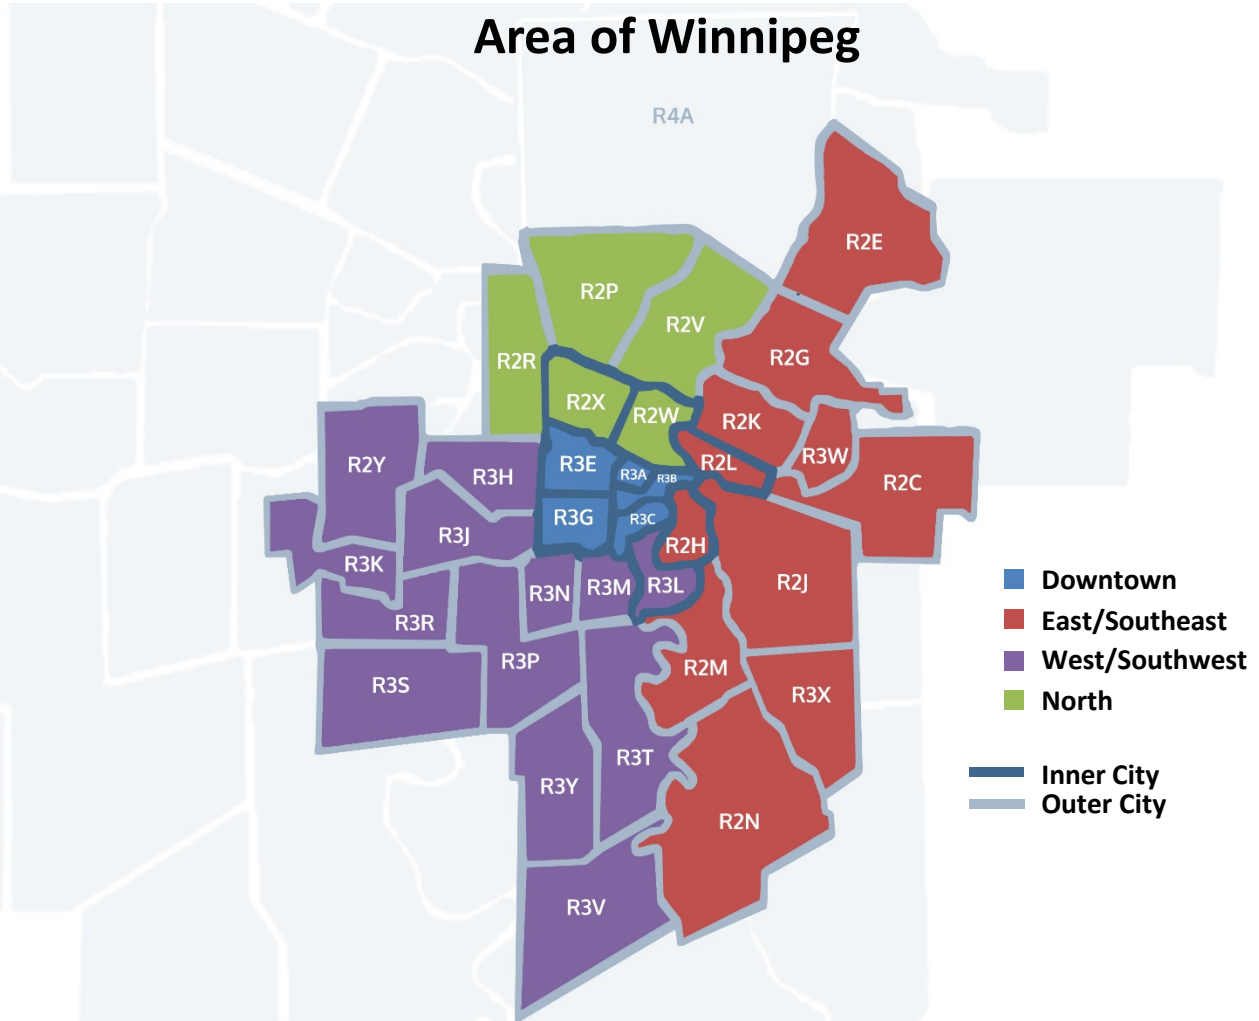 Area of Winnipeg
R4A
R2E
R2P
R2V
R2G
R2R
R2X
R2W
R2K
R3W
R2Y
R3H
R3E
R3A
R3B
R2L
R2C
R3J
R3G
R3C
R2H
R3K
R3N
R3M
R3L
R2J
R3R
R3P
R2M
R3S
R3X
R3T
R3Y
R2N
R3V
Downtown
East/Southeast
West/Southwest
North
Inner City
Outer City